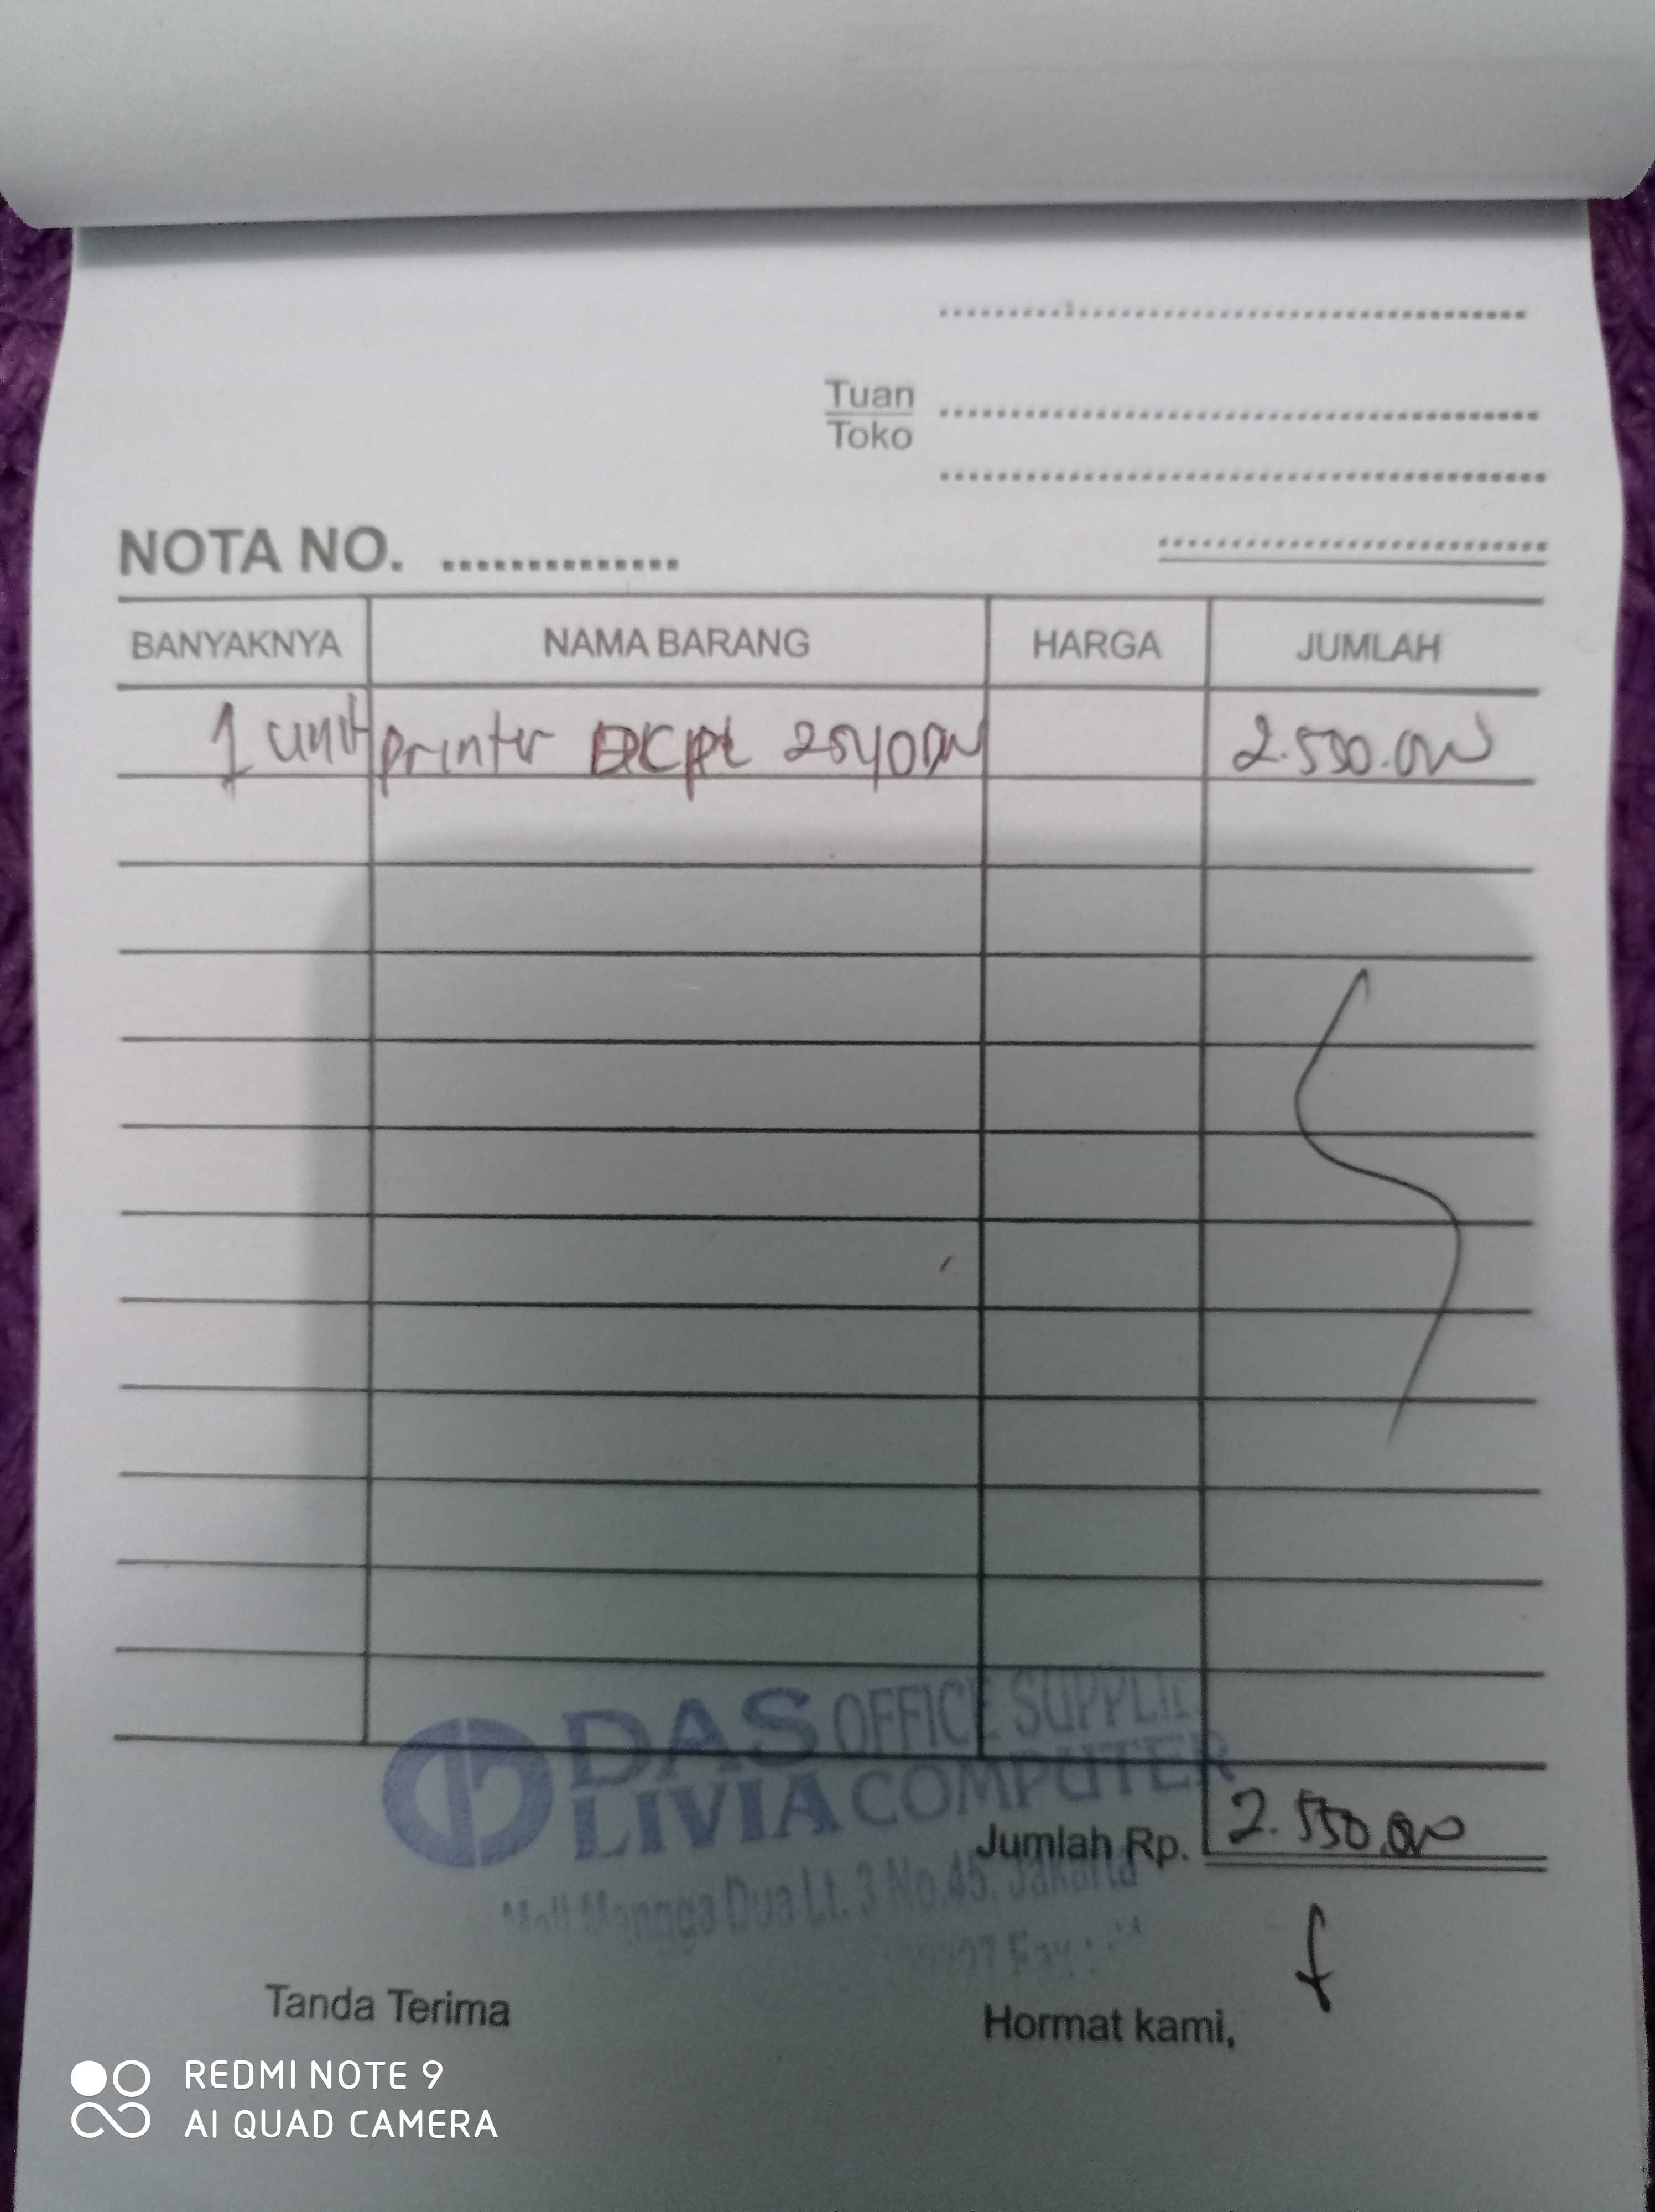 Tuan
Toko
NOTA NO.
BANYAKNYA NAMA BARANG HARGA JUMLAH
1 unit printer 2540DW 2.550.000
DAS OFFICE SUPPLIE
LIVIA COMPUTER
Jumlah Rp. 2.550.000
Mall Mangga Dua Lt. 3 No.45, Jakarta
Fax :
Tanda Terima Hormat kami,
REDMI NOTE 9
AI QUAD CAMERA